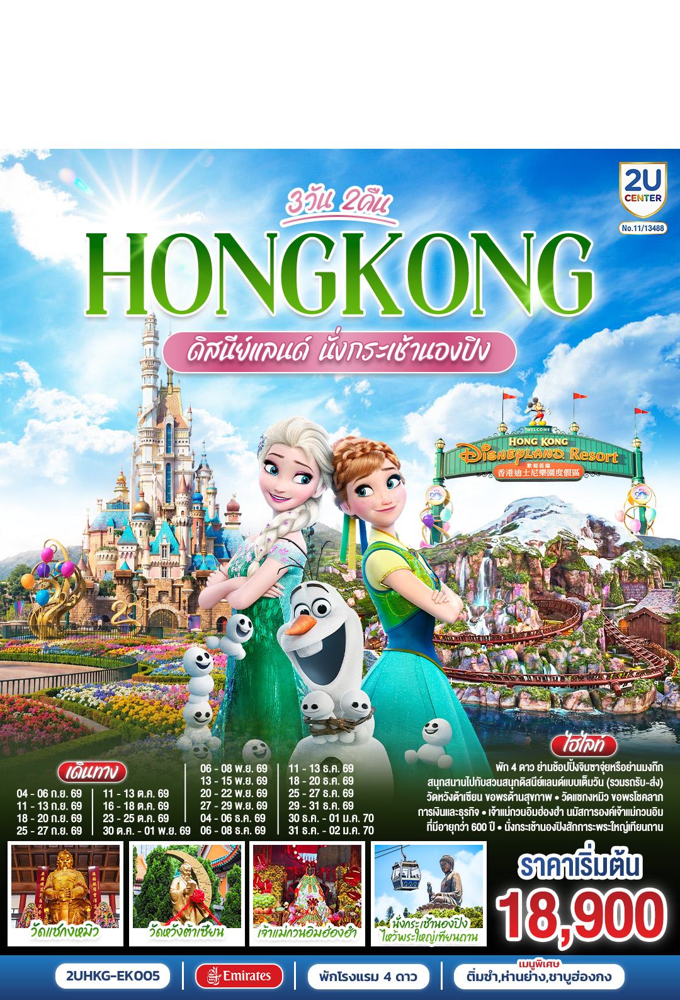 2U
CENTER
No.11/13488
3วัน 2คืน
HONGKONG
ดิสนีย์แลนด์ นั่งกระเช้านองปิง
WELCOME
HONG KONG
DISNEYLAND Resort
歡迎蒞臨
香港迪士尼樂園度假區
เดินทาง
04 - 06 ก.ย. 69
11 - 13 ก.ย. 69
18 - 20 ก.ย. 69
25 - 27 ก.ย. 69
11 - 13 ต.ค. 69
16 - 18 ต.ค. 69
23 - 25 ต.ค. 69
30 ต.ค. - 01 พ.ย. 69
06 - 08 พ.ย. 69
13 - 15 พ.ย. 69
20 - 22 พ.ย. 69
27 - 29 พ.ย. 69
04 - 06 ธ.ค. 69
06 - 08 ธ.ค. 69
11 - 13 ธ.ค. 69
18 - 20 ธ.ค. 69
25 - 27 ธ.ค. 69
29 - 31 ธ.ค. 69
30 ธ.ค. - 01 ม.ค. 70
31 ธ.ค. - 02 ม.ค. 70
ไฮไลท์
พัก 4 ดาว ย่านช้อปปิ้งจิมซาจุ่ยหรือย่านมงก๊ก
สนุกสนานไปกับสวนสนุกดิสนีย์แลนด์แบบเต็มวัน (รวมรถรับ-ส่ง)
วัดหวังต้าเซียน ขอพรด้านสุขภาพ • วัดแชกงหมิว ขอพรโชคลาภ
การเงินและธุรกิจ • เจ้าแม่กวนอิมฮ่องฮำ นมัสการองค์เจ้าแม่กวนอิม
ที่มีอายุกว่า 600 ปี • นั่งกระเช้านองปิงสักการะพระใหญ่เทียนถาน
วัดแชกงหมิว
วัดหวังต้าเซียน
เจ้าแม่กวนอิมฮ่องฮำ
นั่งกระเช้านองปิง
ไหว้พระใหญ่เทียนถาน
ราคาเริ่มต้น
18,900
2UHKG-EK005
Emirates
พักโรงแรม 4 ดาว
เมนูพิเศษ
ติ่มซำ,ห่านย่าง,ชาบูฮ่องกง